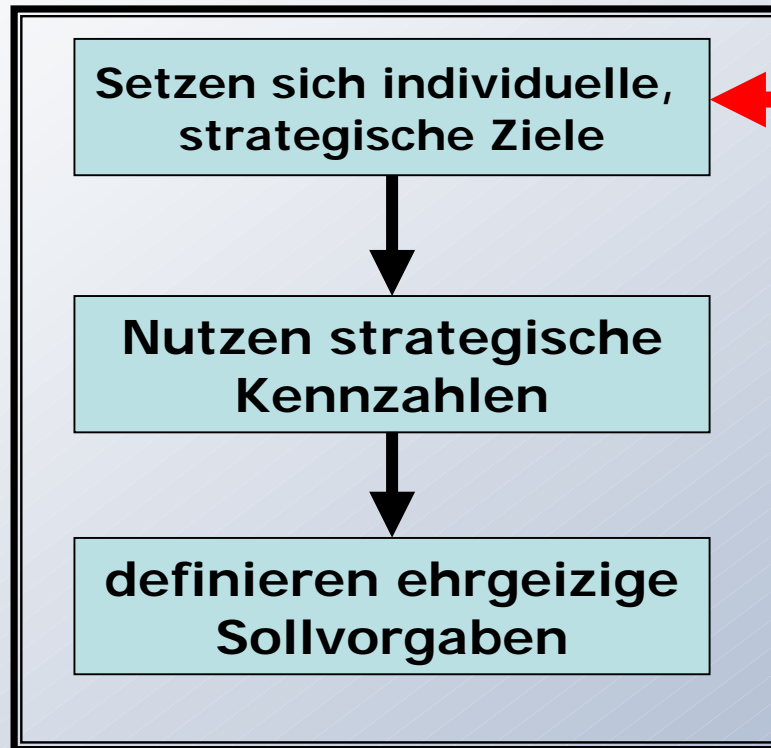 Setzen sich individuelle,
strategische Ziele
Nutzen strategische
Kennzahlen
definieren ehrgeizige
Sollvorgaben